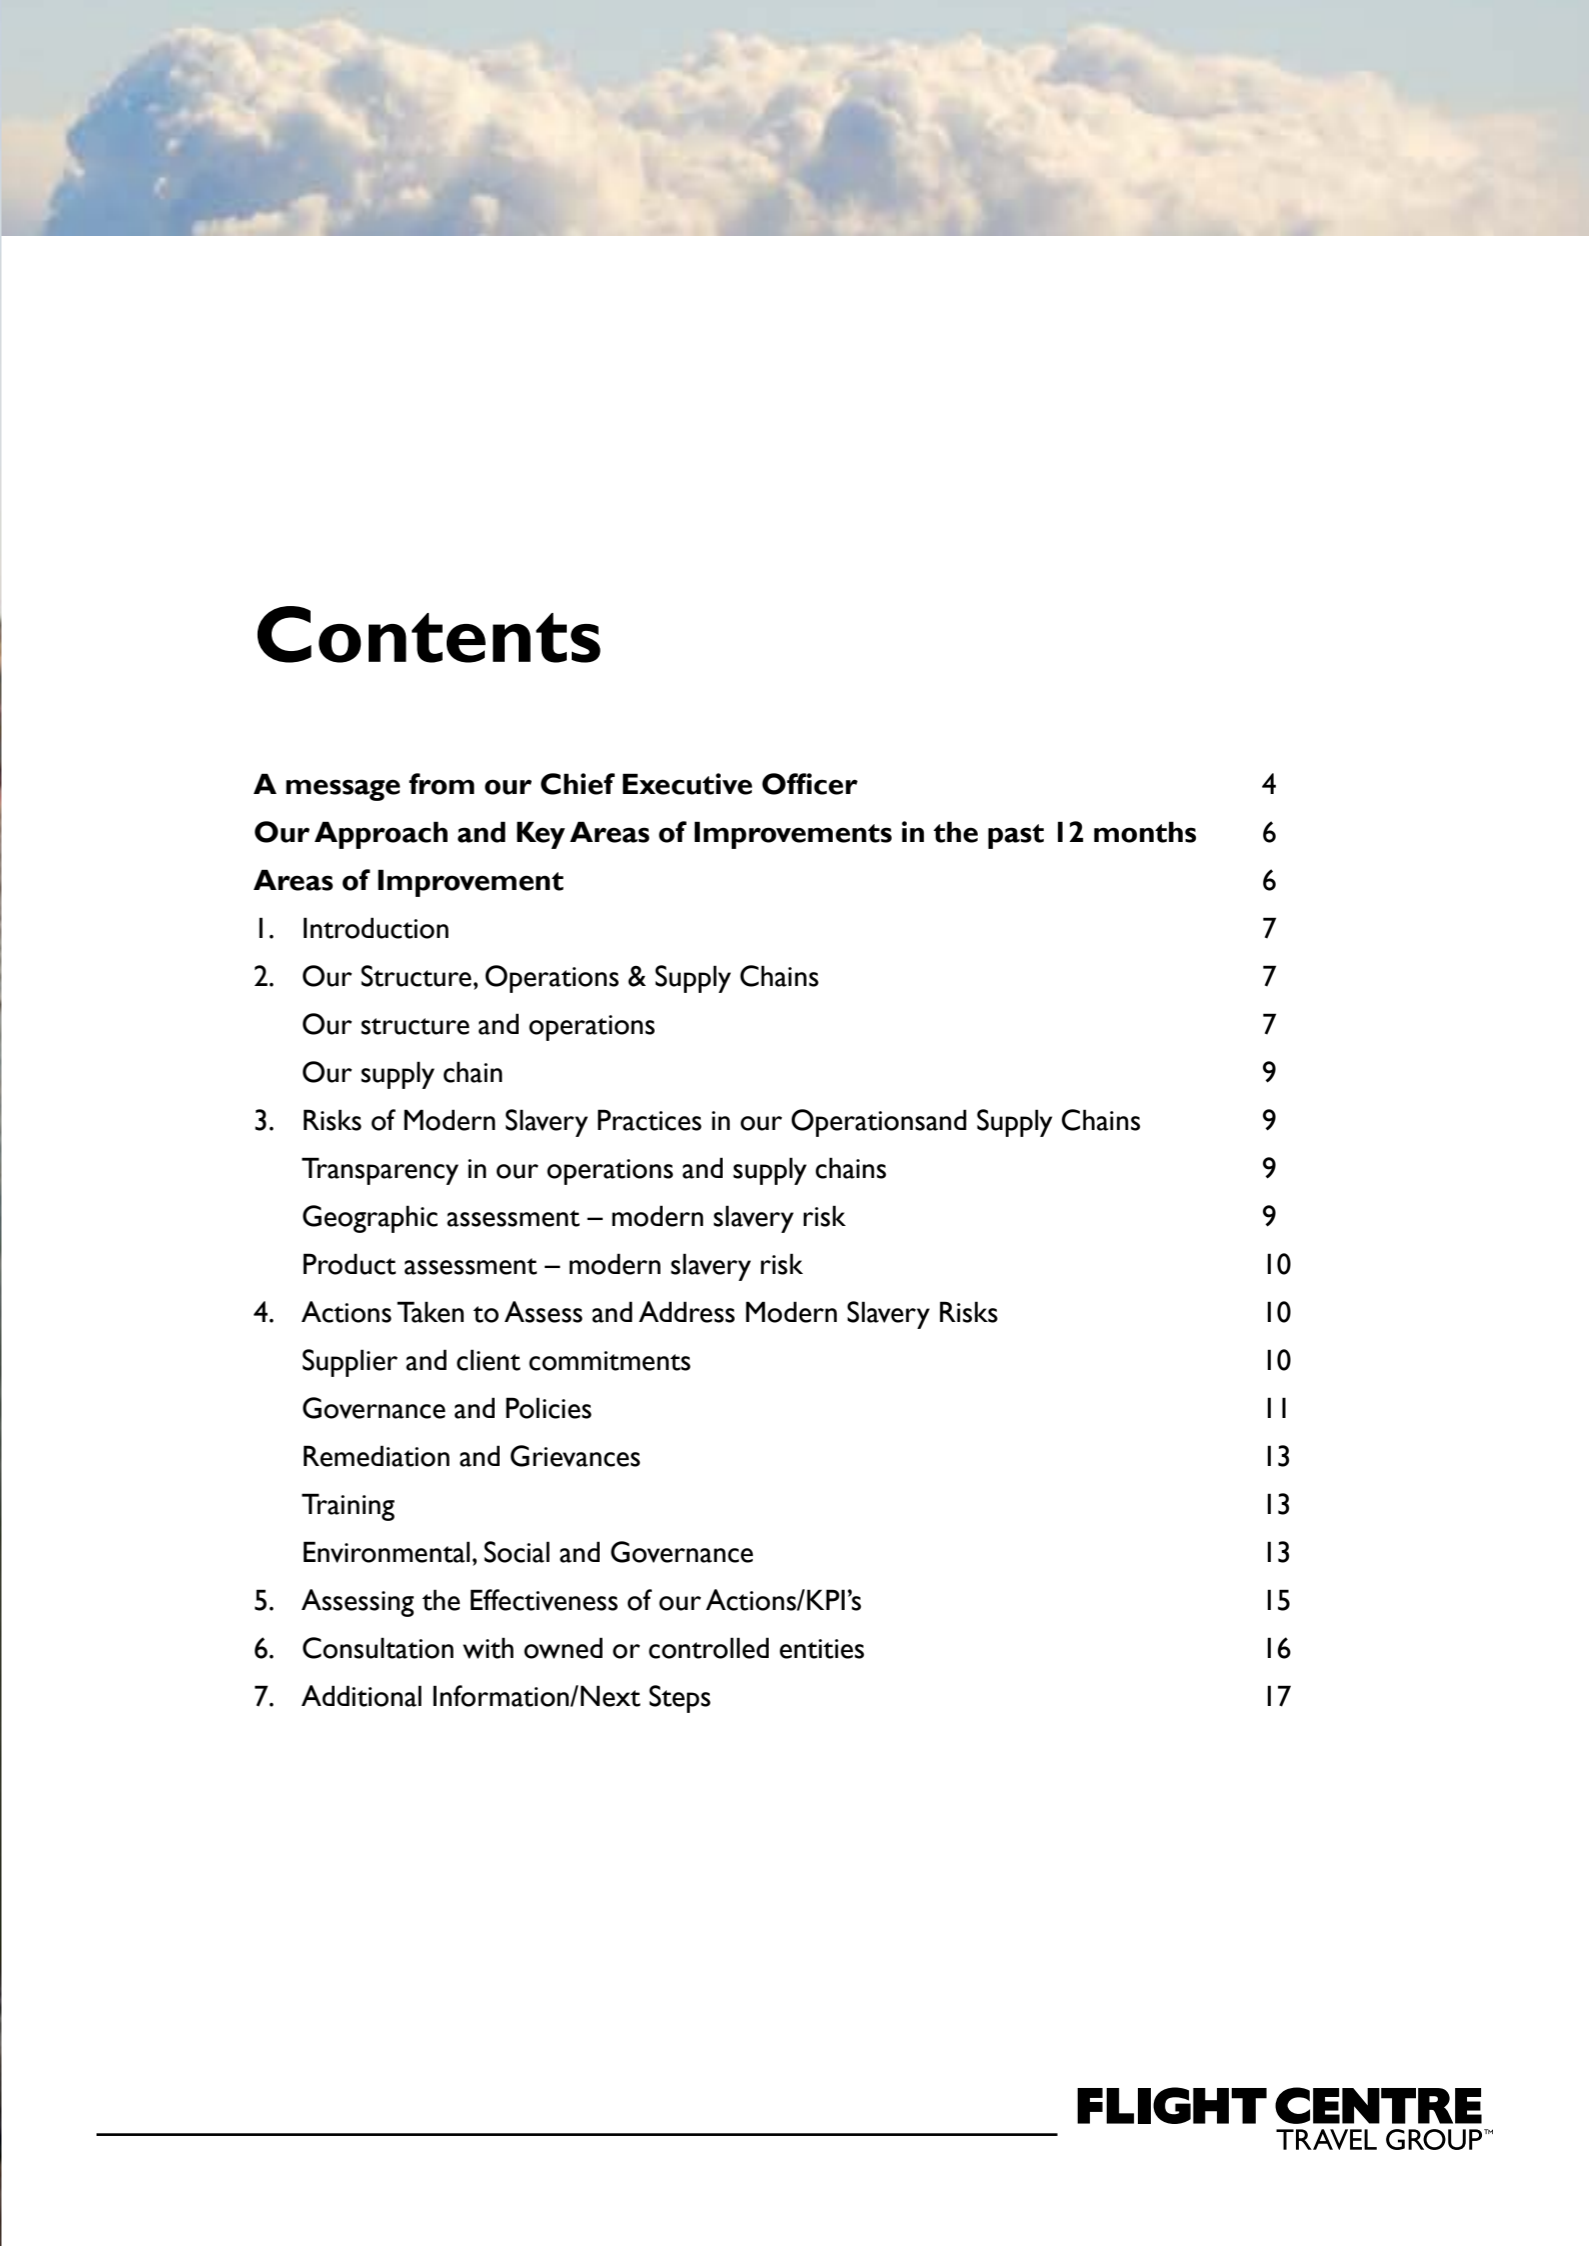 Contents
A message from our Chief Executive Officer 4
Our Approach and Key Areas of Improvements in the past 12 months 6
Areas of Improvement 6
1. Introduction 7
2. Our Structure, Operations & Supply Chains 7
Our structure and operations 7
Our supply chain 9
3. Risks of Modern Slavery Practices in our Operationsand Supply Chains 9
Transparency in our operations and supply chains 9
Geographic assessment – modern slavery risk 9
Product assessment – modern slavery risk 10
4. Actions Taken to Assess and Address Modern Slavery Risks 10
Supplier and client commitments 10
Governance and Policies 11
Remediation and Grievances 13
Training 13
Environmental, Social and Governance 13
5. Assessing the Effectiveness of our Actions/KPI’s 15
6. Consultation with owned or controlled entities 16
7. Additional Information/Next Steps 17
FLIGHT CENTRE
TRAVEL GROUP™